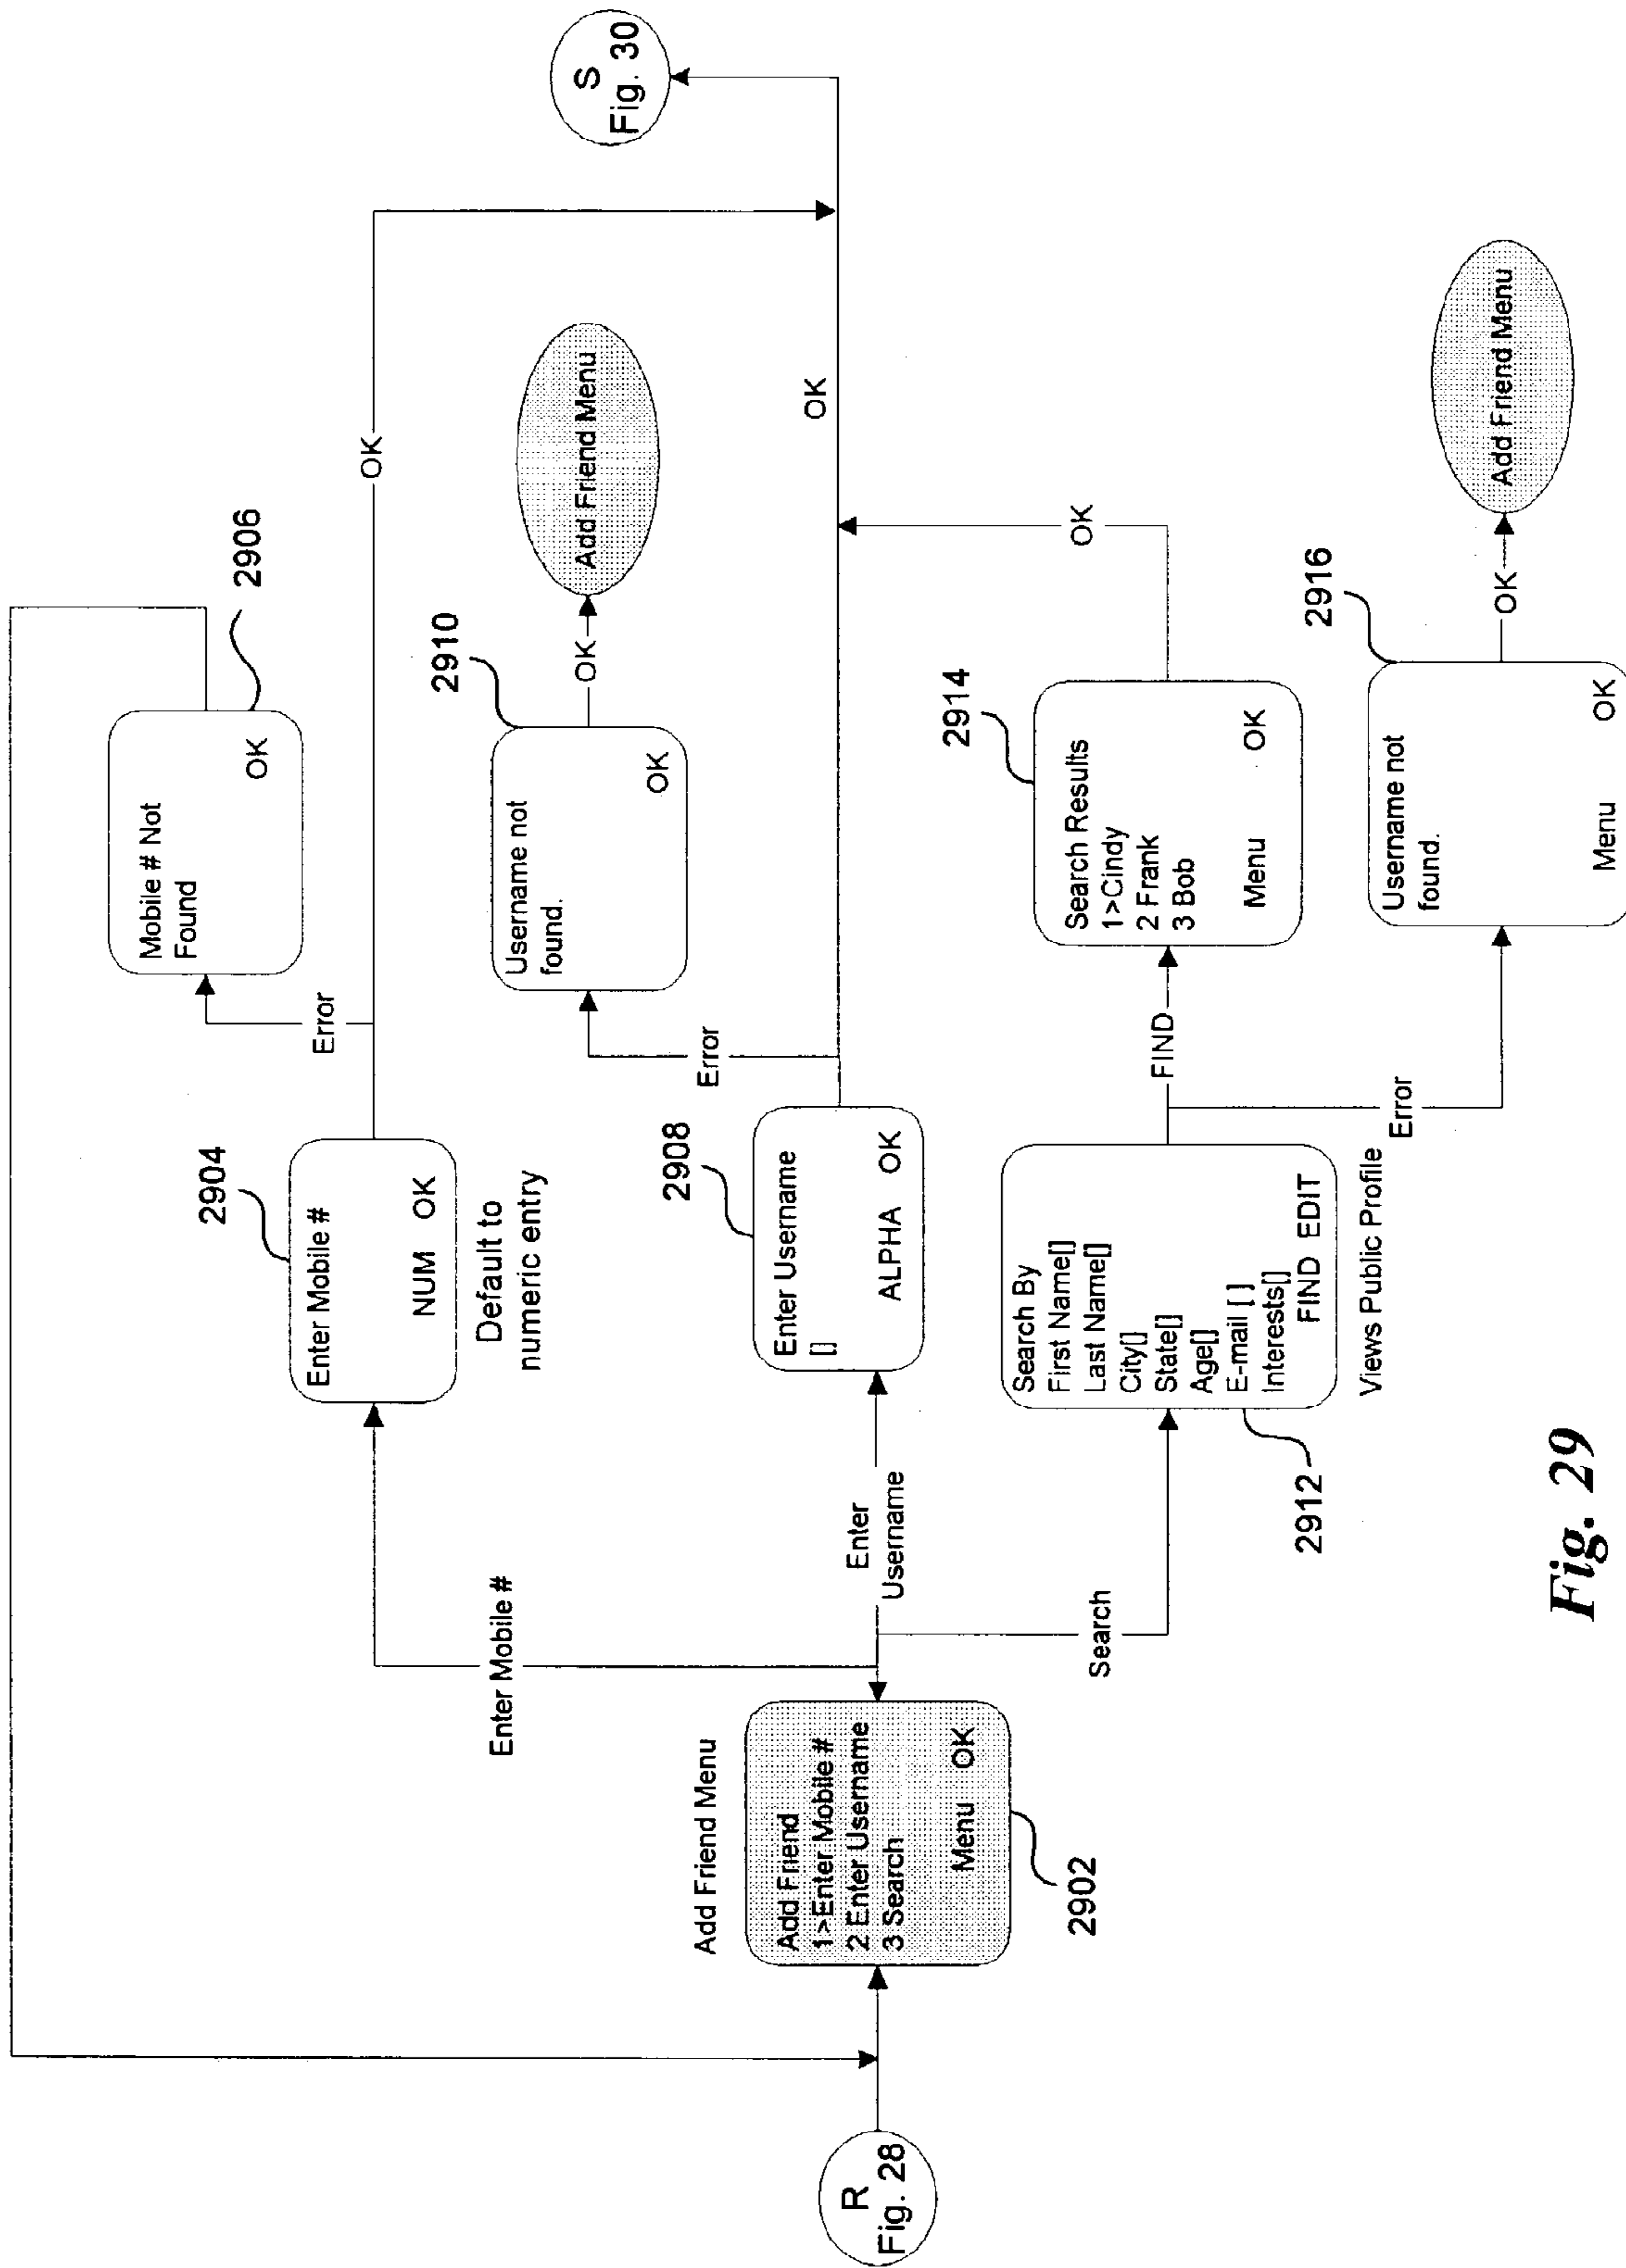 R
Fig. 28
Add Friend Menu
Add Friend
1>Enter Mobile #
2 Enter Username
3 Search
Menu OK
2902
Enter Mobile #
Enter
Username
Search
2904
Enter Mobile #
NUM OK
Default to
numeric entry
Error
Mobile # Not
Found
OK
2906
OK
2908
Enter Username
[]
ALPHA OK
Error
2910
Username not
found.
OK
OK
Add Friend Menu
OK
S
Fig. 30
2912
Search By
First Name[]
Last Name[]
City[]
State[]
Age[]
E-mail [ ]
Interests[]
FIND EDIT
Views Public Profile
FIND
Error
2914
Search Results
1>Cindy
2 Frank
3 Bob
Menu OK
OK
2916
Username not
found.
Menu OK
OK
Add Friend Menu
Fig. 29